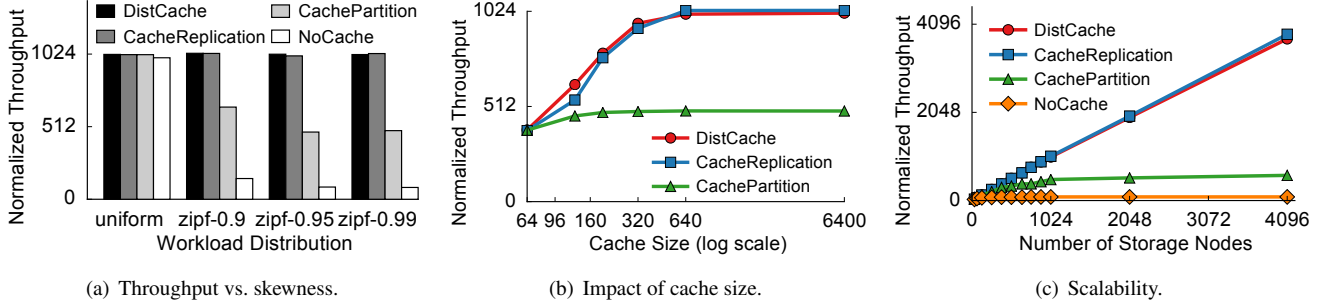 DistCache
CachePartition
CacheReplication
NoCache
Normalized Throughput
1024
512
0
uniform zipf-0.9 zipf-0.95 zipf-0.99
Workload Distribution
(a) Throughput vs. skewness.
Normalized Throughput
1024
512
0
DistCache
CacheReplication
CachePartition
64 96 160 320 640 6400
Cache Size (log scale)
(b) Impact of cache size.
Normalized Throughput
4096
2048
0
DistCache
CacheReplication
CachePartition
NoCache
0 1024 2048 3072 4096
Number of Storage Nodes
(c) Scalability.